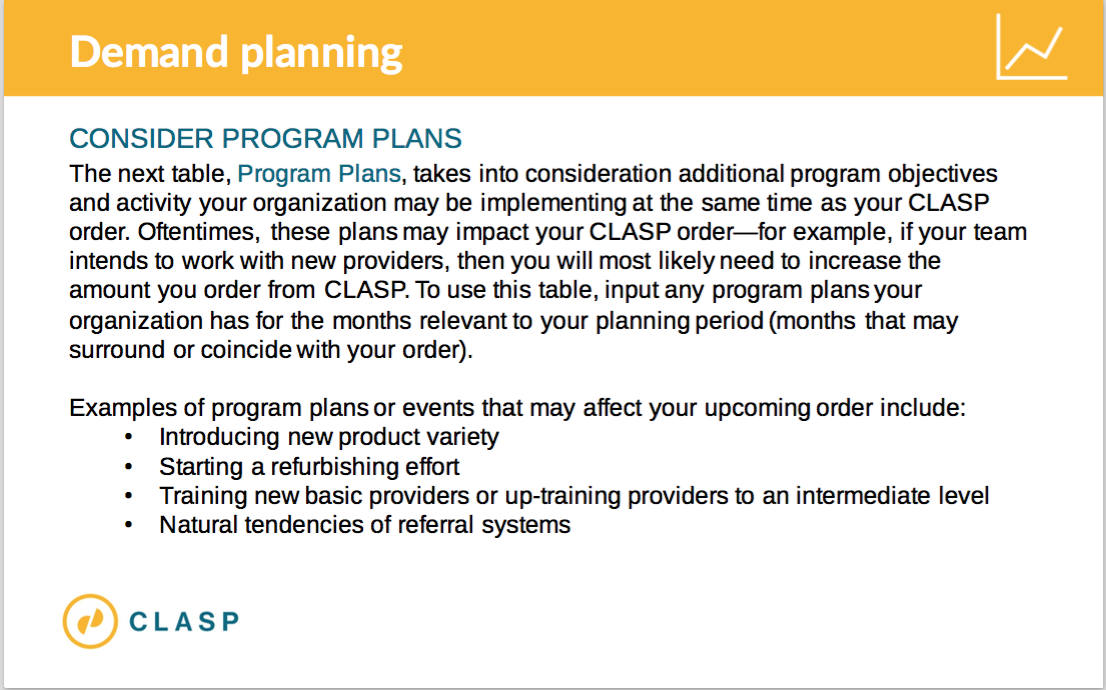 Demand planning
CONSIDER PROGRAM PLANS
The next table, Program Plans, takes into consideration additional program objectives
and activity your organization may be implementing at the same time as your CLASP
order. Oftentimes, these plans may impact your CLASP order—for example, if your team
intends to work with new providers, then you will most likely need to increase the
amount you order from CLASP. To use this table, input any program plans your
organization has for the months relevant to your planning period (months that may
surround or coincide with your order).
Examples of program plans or events that may affect your upcoming order include:
• Introducing new product variety
• Starting a refurbishing effort
• Training new basic providers or up-training providers to an intermediate level
• Natural tendencies of referral systems
CLASP